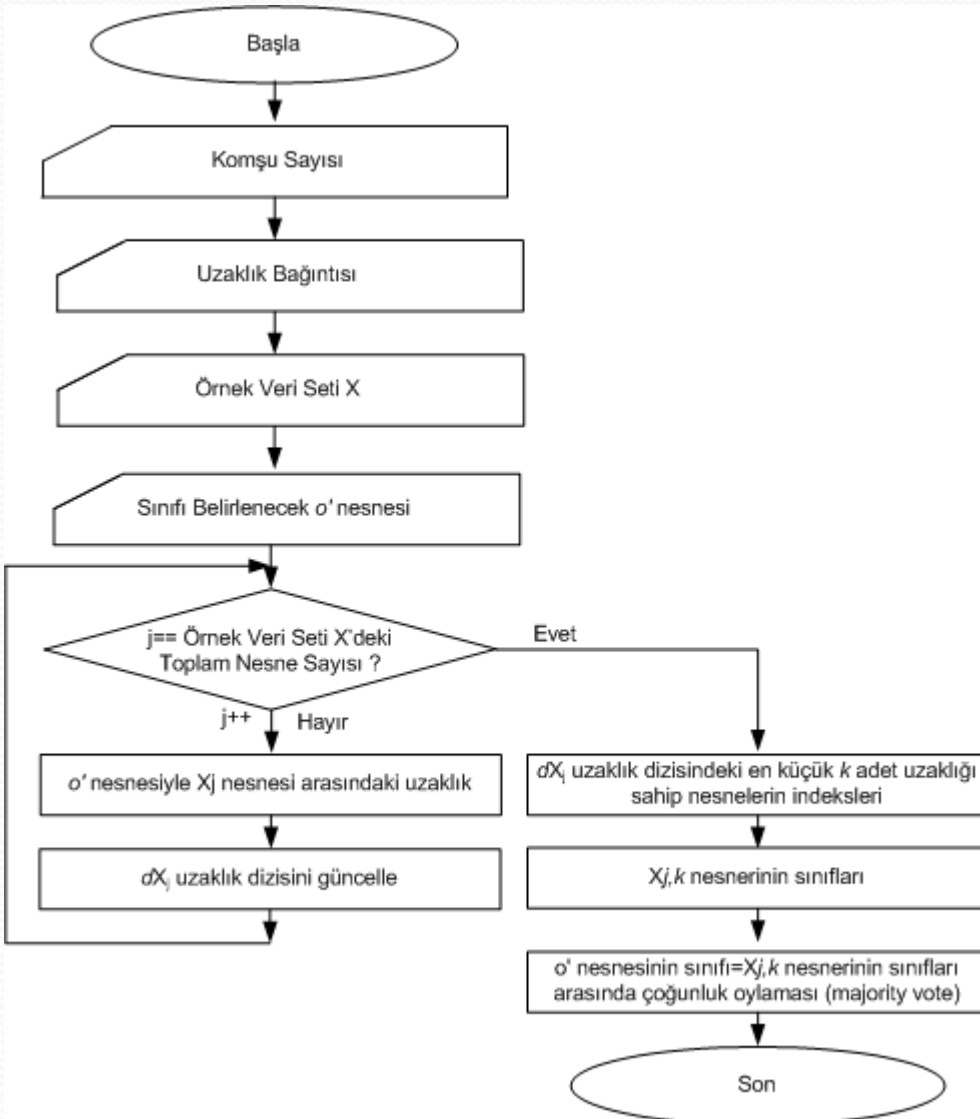 Başla
Komşu Sayısı
Uzaklık Bağıntısı
Örnek Veri Seti X
Sınıfı Belirlenecek o' nesnesi
j== Örnek Veri Seti X'deki
Toplam Nesne Sayısı ?
Evet
j++ Hayır
o' nesnesiyle Xj nesnesi arasındaki uzaklık
dXj uzaklık dizisini güncelle
dXj uzaklık dizisindeki en küçük k adet uzaklığı
sahip nesnelerin indeksleri
Xj,k nesnerinin sınıfları
o' nesnesinin sınıfı=Xj,k nesnerinin sınıfları
arasında çoğunluk oylaması (majority vote)
Son